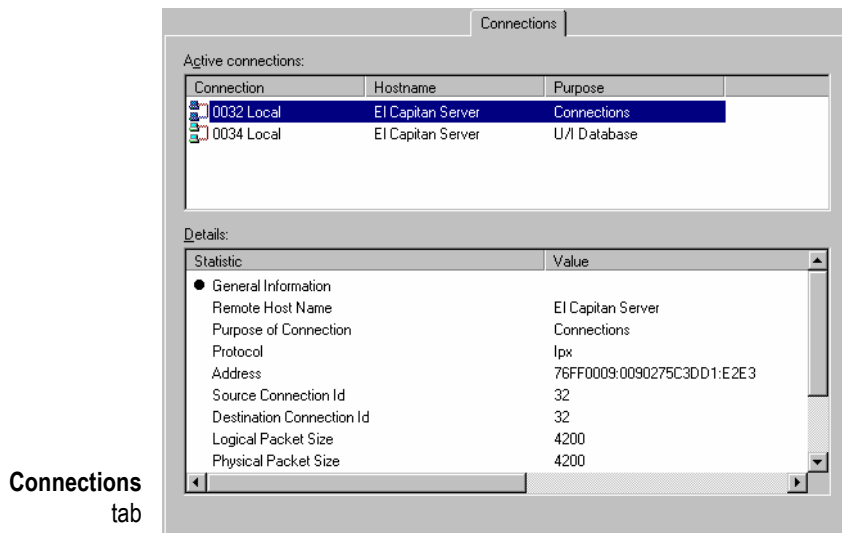 Connections
Active connections:
Connection Hostname Purpose
0032 Local El Capitan Server Connections
0034 Local El Capitan Server U/I Database
Details:
Statistic Value
General Information
Remote Host Name El Capitan Server
Purpose of Connection Connections
Protocol Ipx
Address 76FF0009:0090275C3DD1:E2E3
Source Connection Id 32
Destination Connection Id 32
Logical Packet Size 4200
Physical Packet Size 4200
Connections
tab